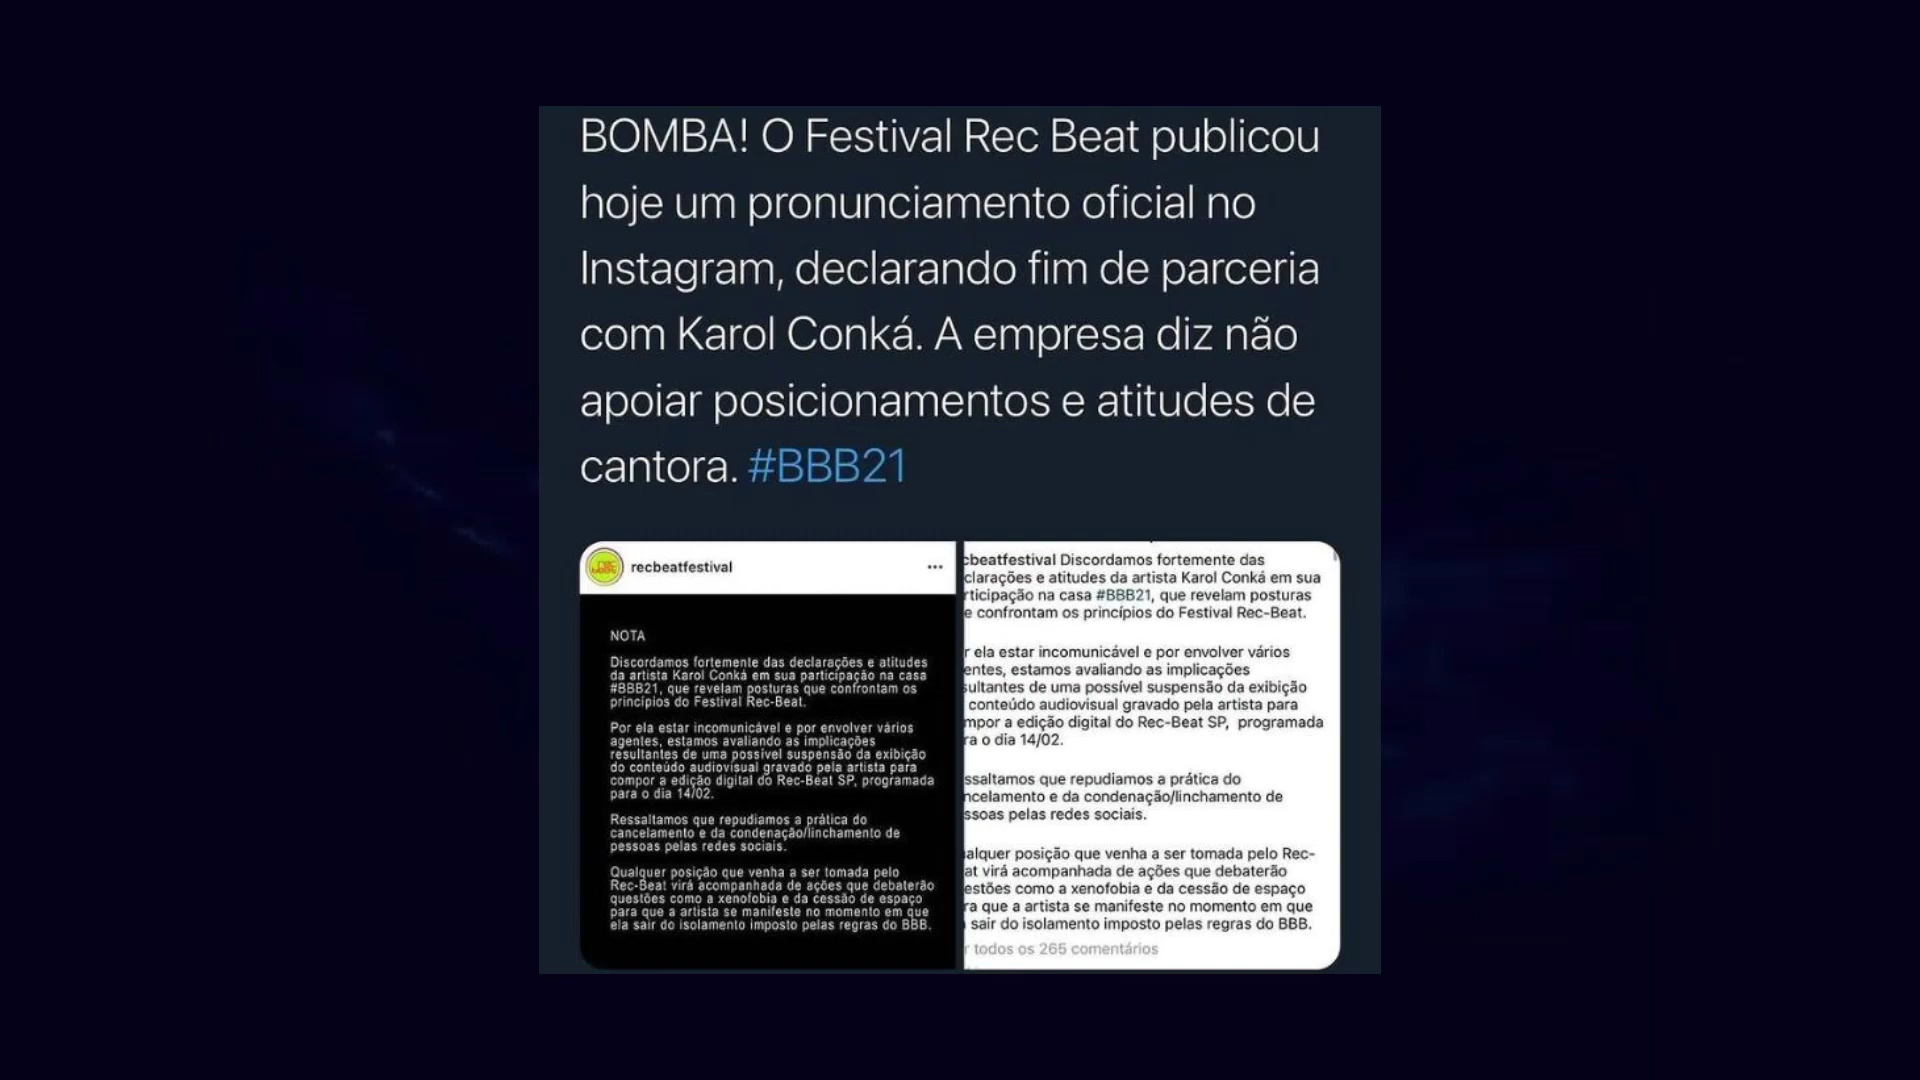 BOMBA! O Festival Rec Beat publicou
hoje um pronunciamento oficial no
Instagram, declarando fim de parceria
com Karol Conká. A empresa diz não
apoiar posicionamentos e atitudes de
cantora. #BBB21
rec beat
recbeatfestival
NOTA
Discordamos fortemente das declarações e atitudes
da artista Karol Conká em sua participação na casa
#BBB21, que revelam posturas que confrontam os
princípios do Festival Rec-Beat.
Por ela estar incomunicável e por envolver vários
agentes, estamos avaliando as implicações
resultantes de uma possível suspensão da exibição
do conteúdo audiovisual gravado pela artista para
compor a edição digital do Rec-Beat SP, programada
para o dia 14/02.
Ressaltamos que repudiamos a prática do
cancelamento e da condenação/linchamento de
pessoas pelas redes sociais.
Qualquer posição que venha a ser tomada pelo
Rec-Beat virá acompanhada de ações que debaterão
questões como a xenofobia e da cessão de espaço
para que a artista se manifeste no momento em que
ela sair do isolamento imposto pelas regras do BBB.
cbeatfestival Discordamos fortemente das
clarações e atitudes da artista Karol Conká em sua
rticipação na casa #BBB21, que revelam posturas
e confrontam os princípios do Festival Rec-Beat.
r ela estar incomunicável e por envolver vários
entes, estamos avaliando as implicações
sultantes de uma possível suspensão da exibição
conteúdo audiovisual gravado pela artista para
mpor a edição digital do Rec-Beat SP, programada
ra o dia 14/02.
ssaltamos que repudiamos a prática do
ncelamento e da condenação/linchamento de
ssoas pelas redes sociais.
alquer posição que venha a ser tomada pelo Rec-
at virá acompanhada de ações que debaterão
estões como a xenofobia e da cessão de espaço
ra que a artista se manifeste no momento em que
sair do isolamento imposto pelas regras do BBB.
r todos os 265 comentários